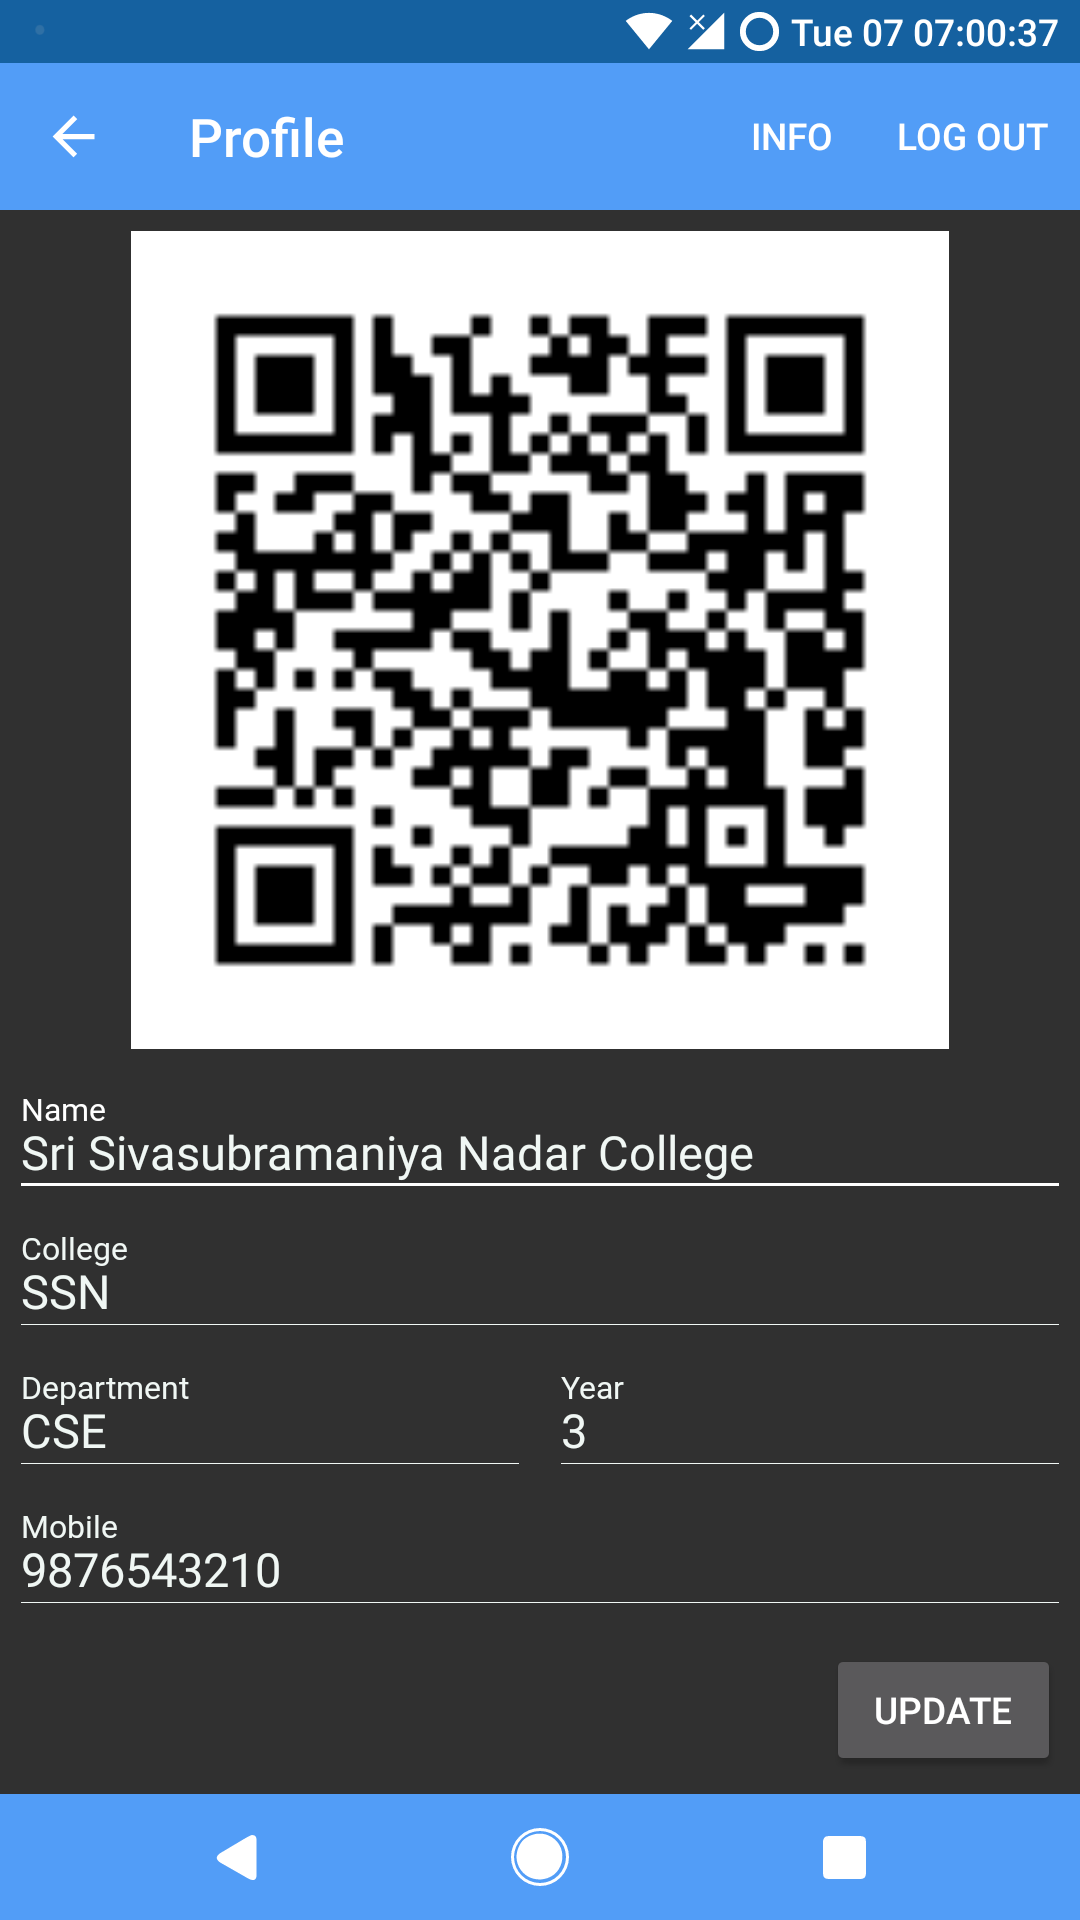 Tue 07 07:00:37
Profile INFO LOG OUT
Name
Sri Sivasubramaniya Nadar College
College
SSN
Department Year
CSE 3
Mobile
9876543210
UPDATE